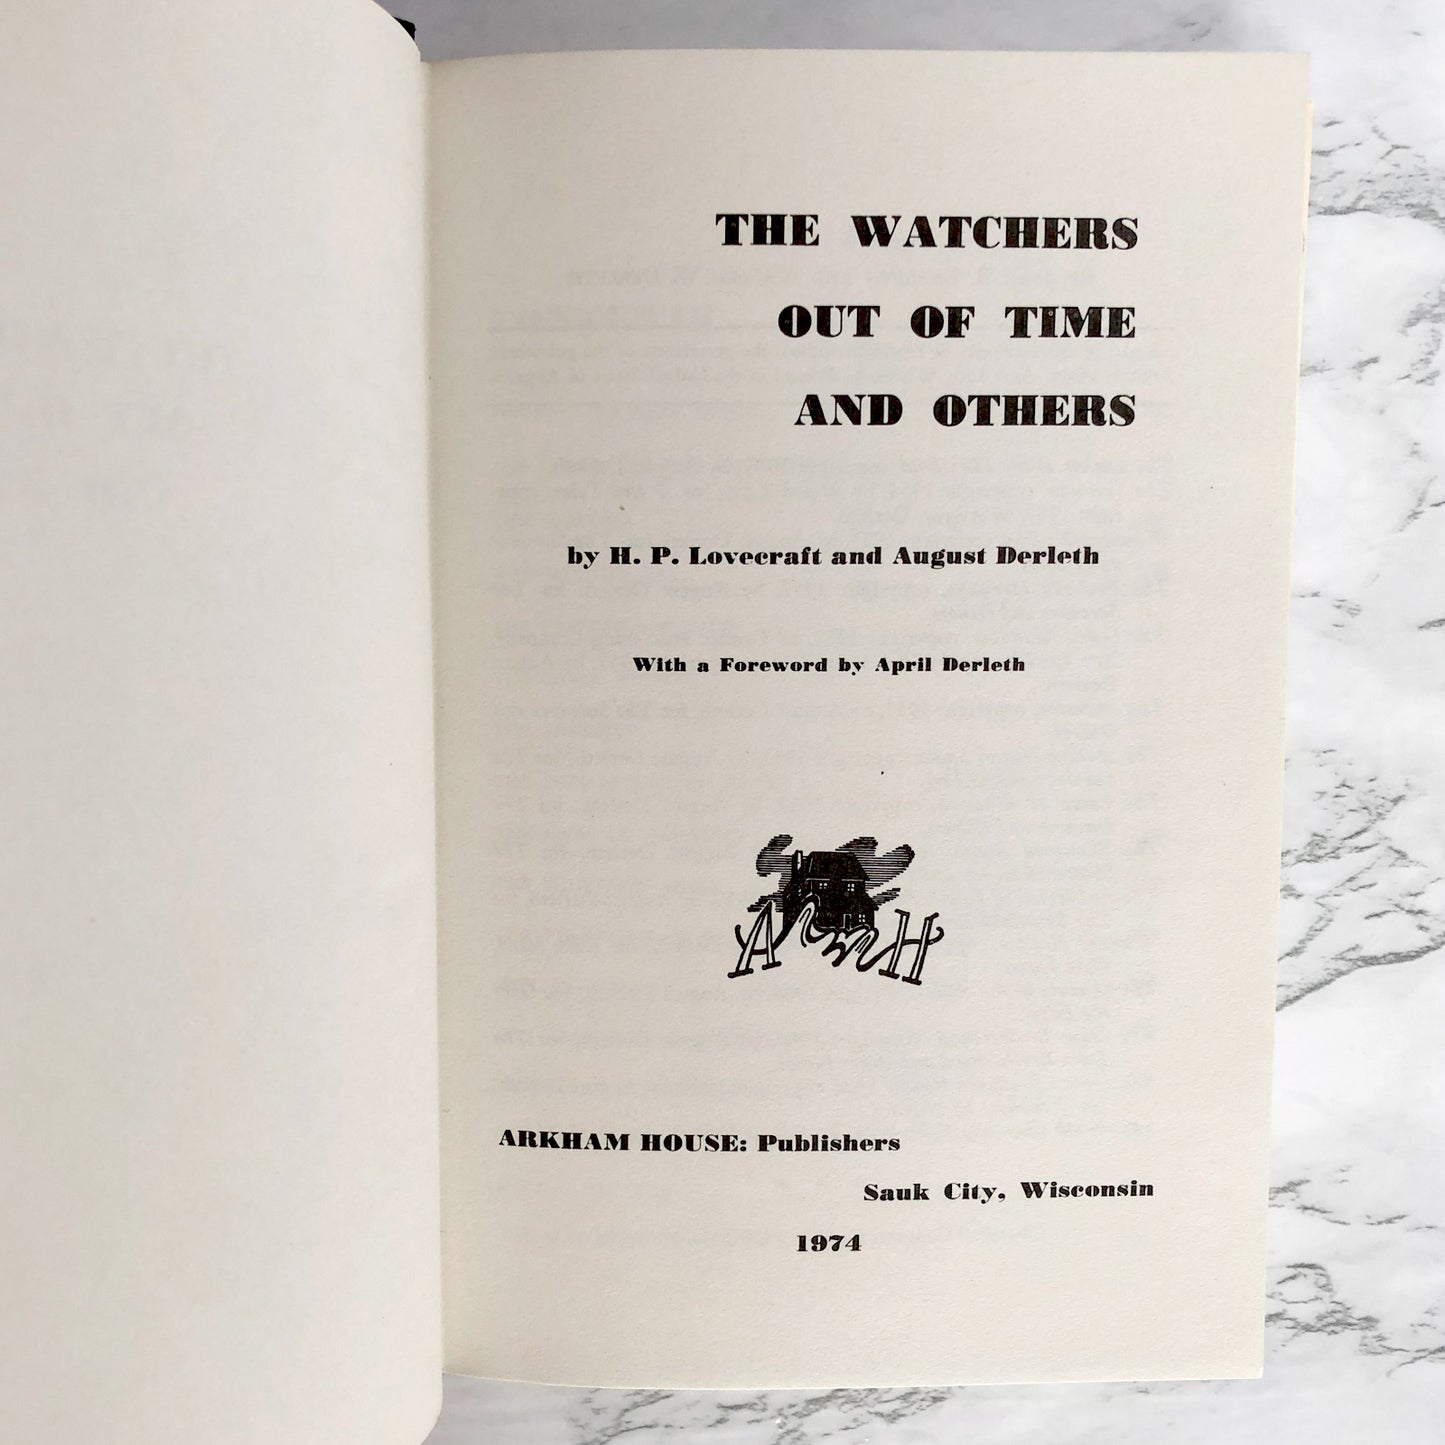 THE WATCHERS
OUT OF TIME
AND OTHERS
by H. P. Lovecraft and August Derleth
With a Foreword by April Derleth
A H
ARKHAM HOUSE: Publishers
Sauk City, Wisconsin
1974